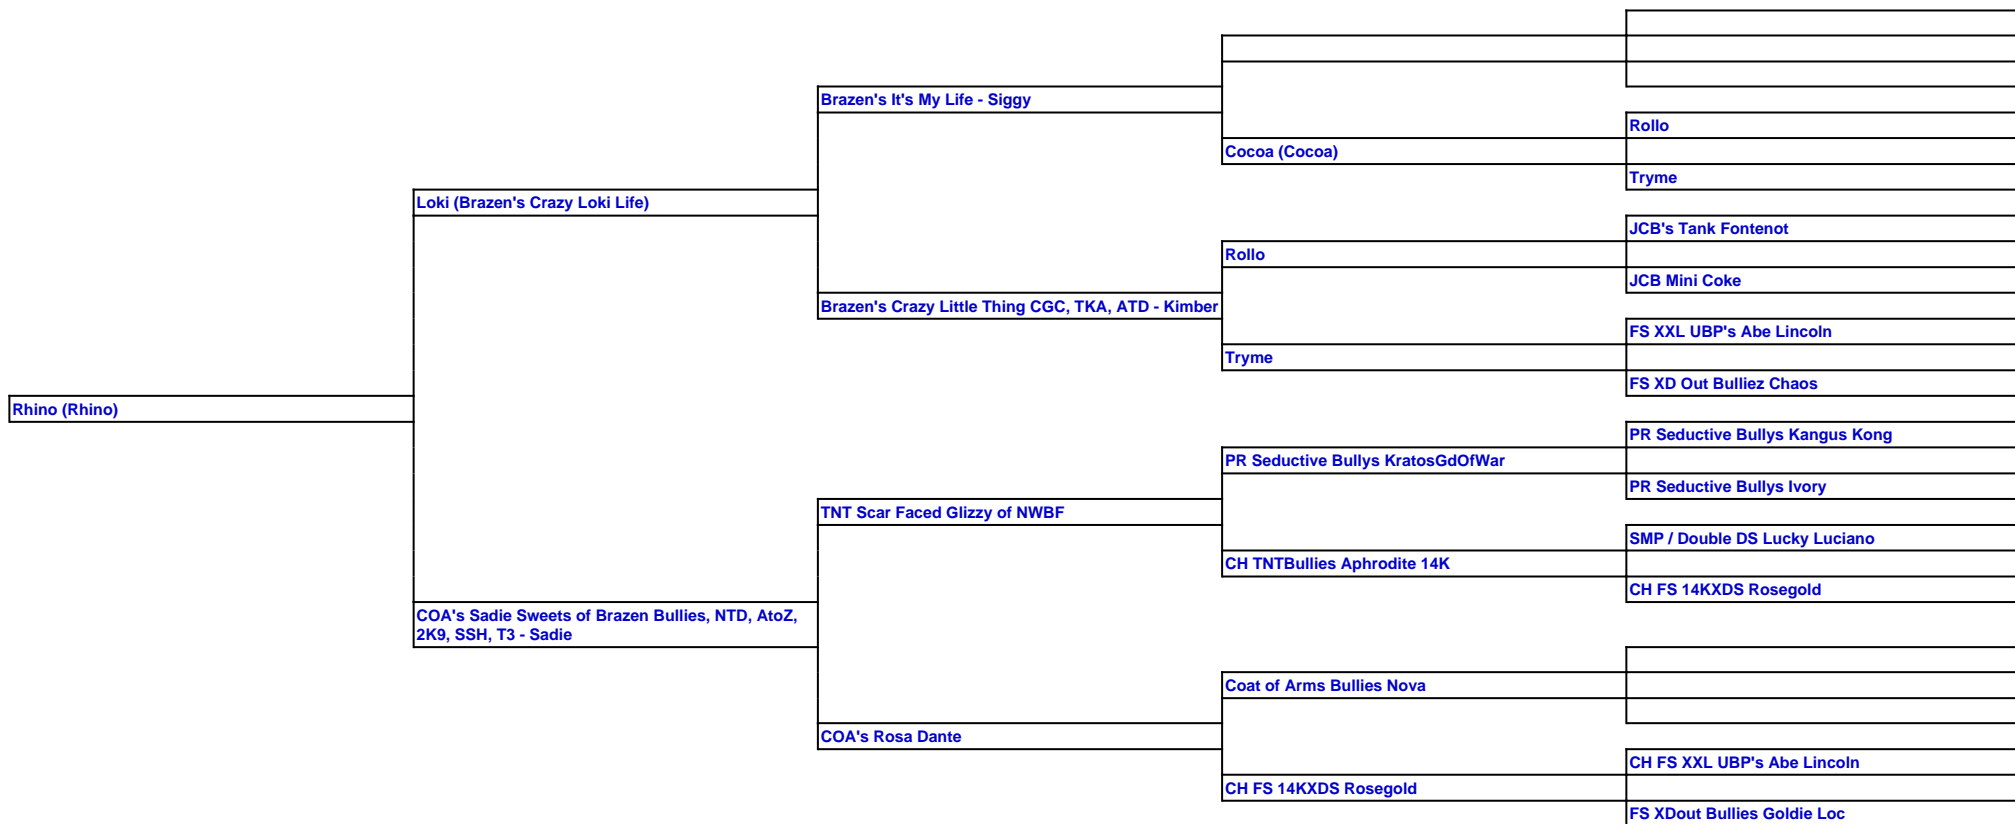 Brazen's It's My Life - Siggy
Rollo
Cocoa (Cocoa)
Tryme
Loki (Brazen's Crazy Loki Life)
JCB's Tank Fontenot
Rollo
JCB Mini Coke
Brazen's Crazy Little Thing CGC, TKA, ATD - Kimber
FS XXL UBP's Abe Lincoln
Tryme
FS XD Out Bulliez Chaos
Rhino (Rhino)
PR Seductive Bullys Kangus Kong
PR Seductive Bullys KratosGdOfWar
PR Seductive Bullys Ivory
TNT Scar Faced Glizzy of NWBF
SMP / Double DS Lucky Luciano
CH TNTBullies Aphrodite 14K
CH FS 14KXDS Rosegold
COA's Sadie Sweets of Brazen Bullies, NTD, AtoZ,
2K9, SSH, T3 - Sadie
Coat of Arms Bullies Nova
COA's Rosa Dante
CH FS XXL UBP's Abe Lincoln
CH FS 14KXDS Rosegold
FS XDout Bullies Goldie Loc